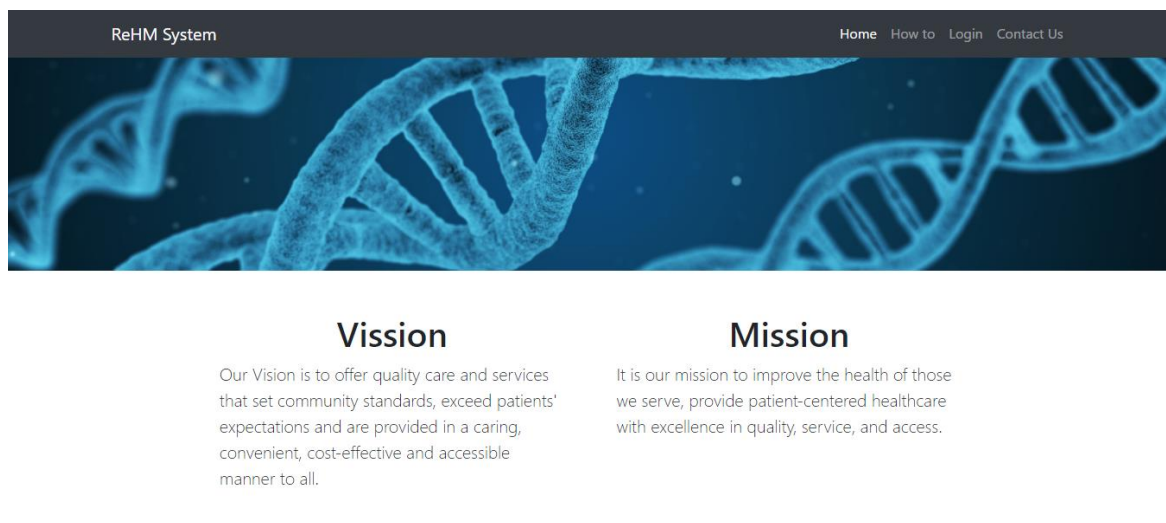 ReHM System
Home How to Login Contact Us
Vission
Our Vision is to offer quality care and services
that set community standards, exceed patients'
expectations and are provided in a caring,
convenient, cost-effective and accessible
manner to all.
Mission
It is our mission to improve the health of those
we serve, provide patient-centered healthcare
with excellence in quality, service, and access.